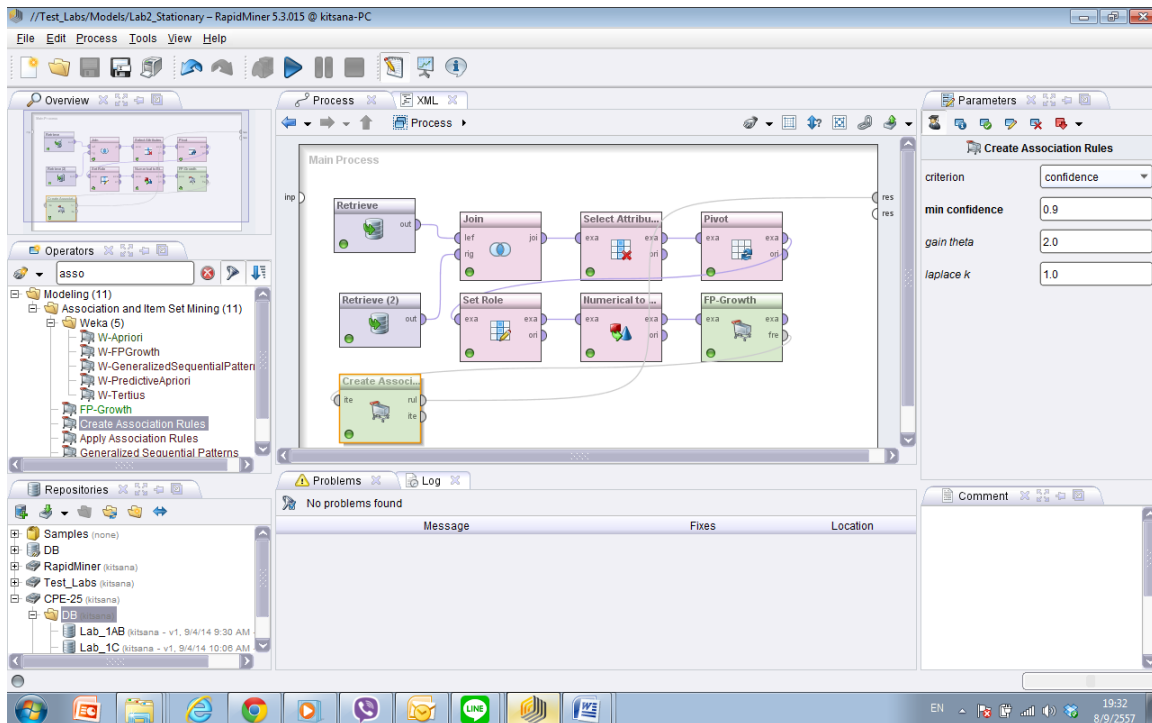 //Test_Labs/Models/Lab2_Stationary – RapidMiner 5.3.015 @ kitsana-PC
File Edit Process Tools View Help
Overview
Process
XML
Parameters
Process
Create Association Rules
criterion
confidence
min confidence
0.9
gain theta
2.0
laplace k
1.0
Main Process
inp
res
res
Retrieve
out
Join
lef
joi
rig
Select Attribu...
exa
exa
ori
Pivot
exa
exa
ori
Retrieve (2)
out
Set Role
exa
exa
ori
Numerical to ...
exa
exa
ori
FP-Growth
exa
exa
fre
Create Associ...
ite
rul
ite
Operators
asso
Modeling (11)
Association and Item Set Mining (11)
Weka (5)
W-Apriori
W-FPGrowth
W-GeneralizedSequentialPattern
W-PredictiveApriori
W-Tertius
FP-Growth
Create Association Rules
Apply Association Rules
Generalized Sequential Patterns
Problems
Log
No problems found
Message
Fixes
Location
Comment
Repositories
Samples (none)
DB
RapidMiner (kitsana)
Test_Labs (kitsana)
CPE-25 (kitsana)
DB (kitsana)
Lab_1AB (kitsana - v1, 9/4/14 9:30 AM -
Lab_1C (kitsana - v1, 9/4/14 10:06 AM
EN
19:32
8/9/2557